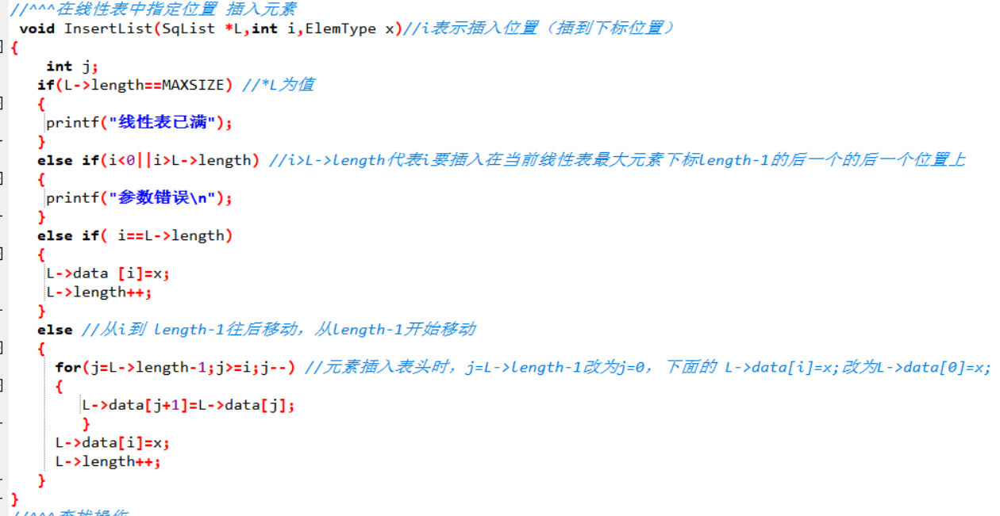 //^^^在线性表中指定位置 插入元素
void InsertList(SqList *L,int i,ElemType x)//i表示插入位置（插到下标位置）
{
int j;
if(L->length==MAXSIZE) //*L为值
{
printf("线性表已满");
}
else if(i<0||i>L->length) //i>L->length代表i要插入在当前线性表最大元素下标length-1的后一个的后一个位置上
{
printf("参数错误\n");
}
else if( i==L->length)
{
L->data [i]=x;
L->length++;
}
else //从i到 length-1往后移动，从length-1开始移动
{
for(j=L->length-1;j>=i;j--) //元素插入表头时，j=L->length-1改为j=0，下面的 L->data[i]=x;改为L->data[0]=x;
{
L->data[j+1]=L->data[j];
}
L->data[i]=x;
L->length++;
}
}
//^^^查找操作